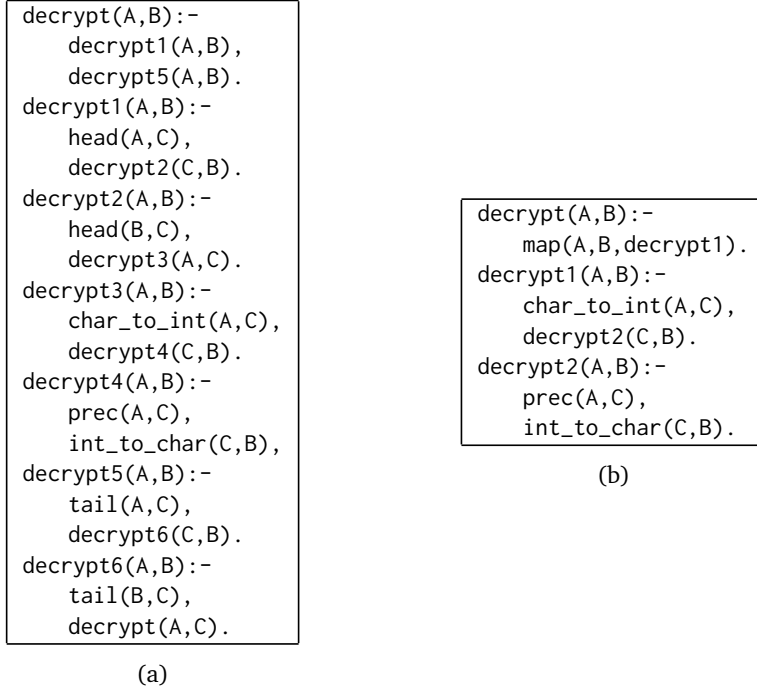 decrypt(A,B):-
decrypt1(A,B),
decrypt5(A,B).
decrypt1(A,B):-
head(A,C),
decrypt2(C,B).
decrypt2(A,B):-
head(B,C),
decrypt3(A,C).
decrypt3(A,B):-
char_to_int(A,C),
decrypt4(C,B).
decrypt4(A,B):-
prec(A,C),
int_to_char(C,B),
decrypt5(A,B):-
tail(A,C),
decrypt6(C,B).
decrypt6(A,B):-
tail(B,C),
decrypt(A,C).
(a)
decrypt(A,B):-
map(A,B,decrypt1).
decrypt1(A,B):-
char_to_int(A,C),
decrypt2(C,B).
decrypt2(A,B):-
prec(A,C),
int_to_char(C,B).
(b)